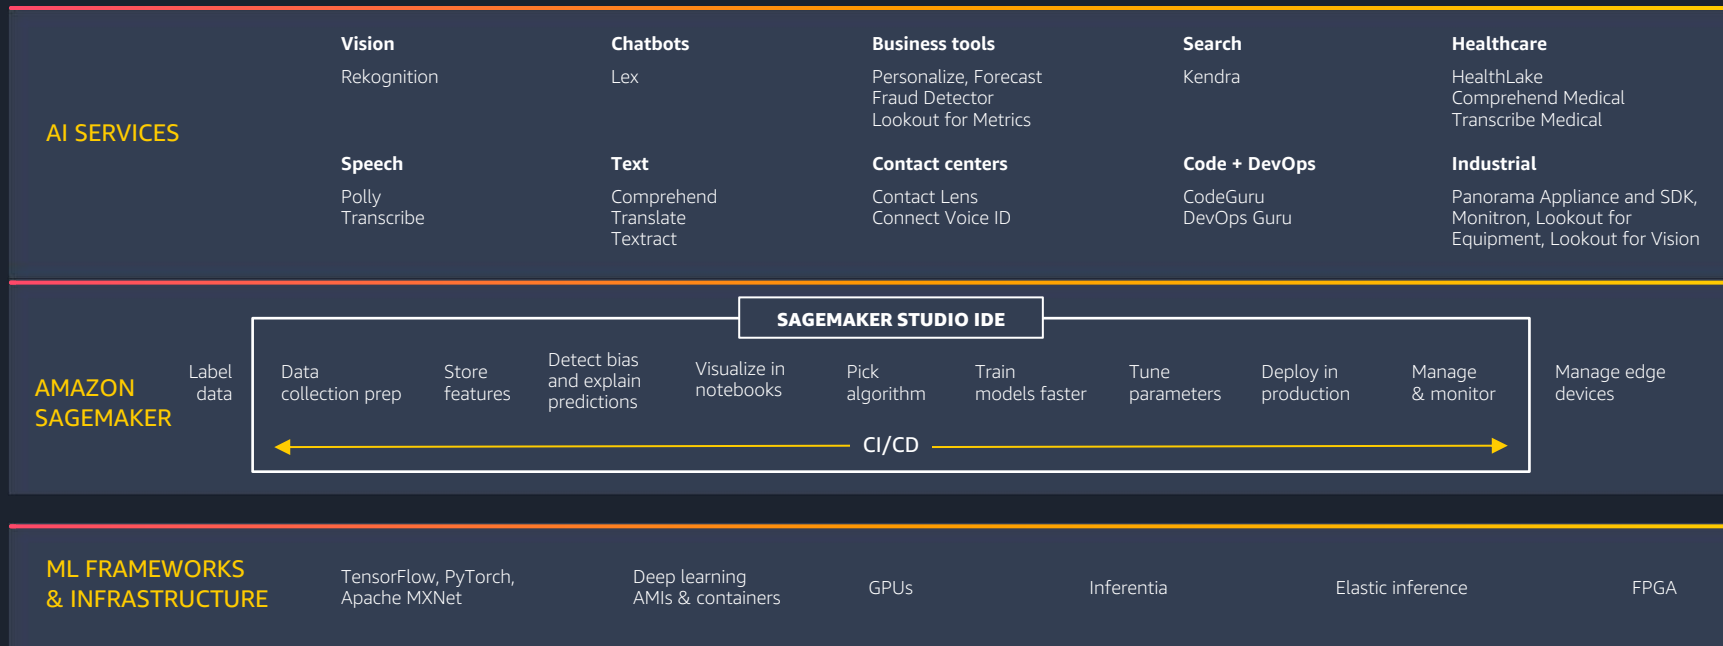 AI SERVICES
Vision
Rekognition
Chatbots
Lex
Business tools
Personalize, Forecast
Fraud Detector
Lookout for Metrics
Search
Kendra
Healthcare
HealthLake
Comprehend Medical
Transcribe Medical
Speech
Polly
Transcribe
Text
Comprehend
Translate
Textract
Contact centers
Contact Lens
Connect Voice ID
Code + DevOps
CodeGuru
DevOps Guru
Industrial
Panorama Appliance and SDK,
Monitron, Lookout for
Equipment, Lookout for Vision
AMAZON
SAGEMAKER
SAGEMAKER STUDIO IDE
Label
data
Data
collection prep
Store
features
Detect bias
and explain
predictions
Visualize in
notebooks
Pick
algorithm
Train
models faster
Tune
parameters
Deploy in
production
Manage
& monitor
Manage edge
devices
CI/CD
ML FRAMEWORKS
& INFRASTRUCTURE
TensorFlow, PyTorch,
Apache MXNet
Deep learning
AMIs & containers
GPUs
Inferentia
Elastic inference
FPGA